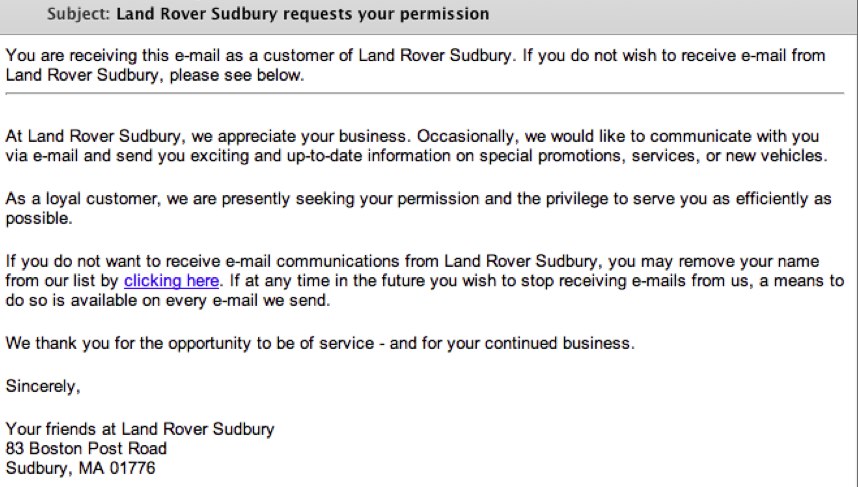 Subject: Land Rover Sudbury requests your permission
You are receiving this e-mail as a customer of Land Rover Sudbury. If you do not wish to receive e-mail from
Land Rover Sudbury, please see below.
At Land Rover Sudbury, we appreciate your business. Occasionally, we would like to communicate with you
via e-mail and send you exciting and up-to-date information on special promotions, services, or new vehicles.
As a loyal customer, we are presently seeking your permission and the privilege to serve you as efficiently as
possible.
If you do not want to receive e-mail communications from Land Rover Sudbury, you may remove your name
from our list by clicking here. If at any time in the future you wish to stop receiving e-mails from us, a means to
do so is available on every e-mail we send.
We thank you for the opportunity to be of service - and for your continued business.
Sincerely,
Your friends at Land Rover Sudbury
83 Boston Post Road
Sudbury, MA 01776